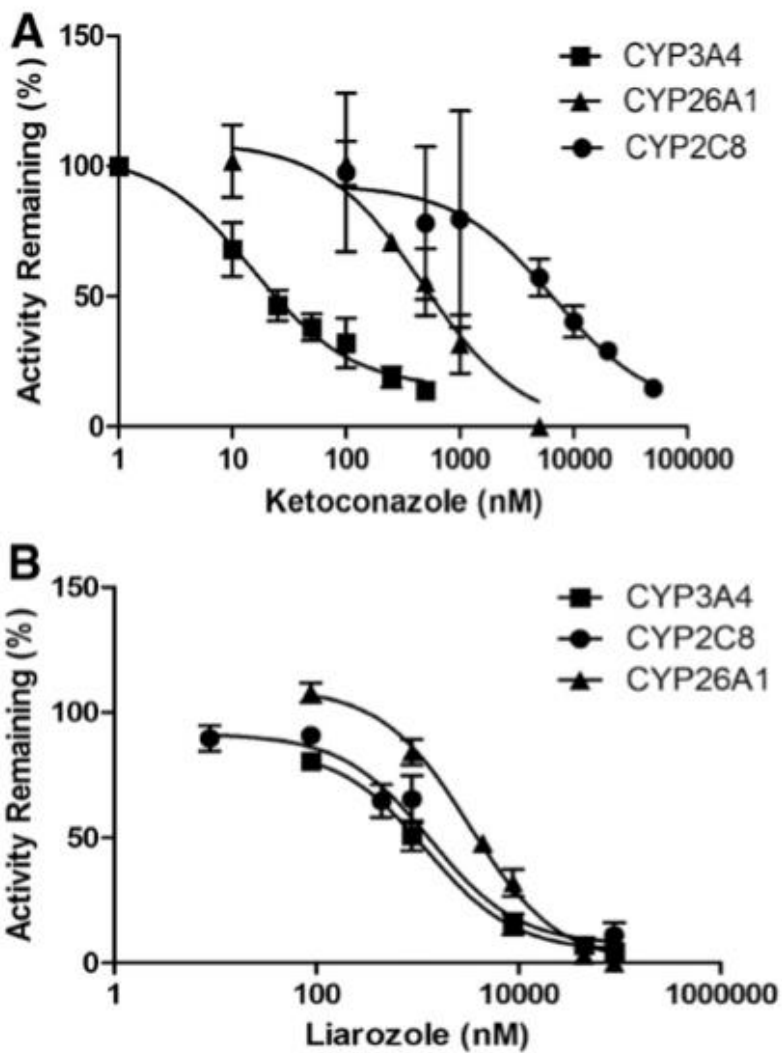 A
Activity Remaining (%)
150
100
50
0
CYP3A4
CYP26A1
CYP2C8
1
10
100
1000
10000
100000
Ketoconazole (nM)
B
Activity Remaining (%)
150
100
50
0
CYP3A4
CYP2C8
CYP26A1
1
100
10000
1000000
Liarozole (nM)